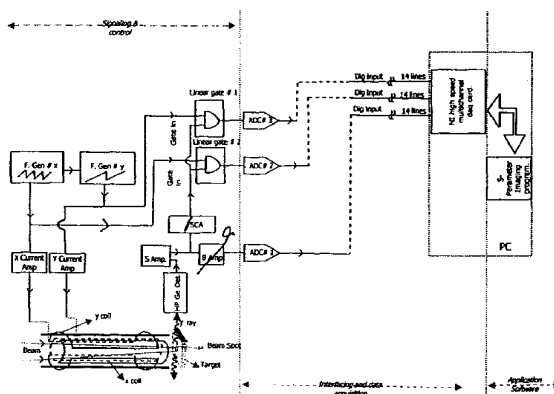 Signaling &
control
Linear gate # 1
Gate In
Linear gate # 2
Gate
In
ADC# 3
ADC# 2
ADC# 1
Dig Input
14 lines
Dig Input
14 lines
Dig Input
14 lines
NI high speed
multichannel
daq card.
Parameter
Imaging
program.
PC
F. Gen # x
F. Gen # y
SCA
S Amp.
B Amp
X Current
Amp
Y Current
Amp
HP Ge Det.
γ ray
y coil
x coil
Beam
Beam Spot
Target
Interfacing and data
acquisition
Application
Software